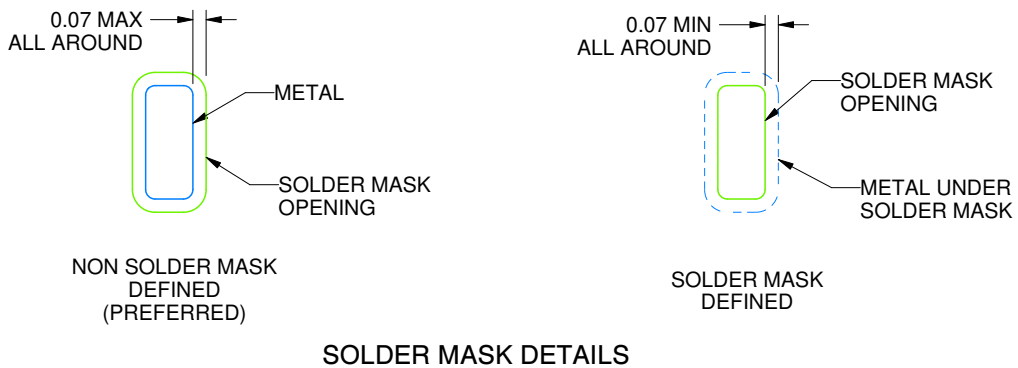 0.07 MAX
ALL AROUND
METAL
SOLDER MASK
OPENING
NON SOLDER MASK
DEFINED
(PREFERRED)
0.07 MIN
ALL AROUND
SOLDER MASK
OPENING
METAL UNDER
SOLDER MASK
SOLDER MASK
DEFINED
SOLDER MASK DETAILS